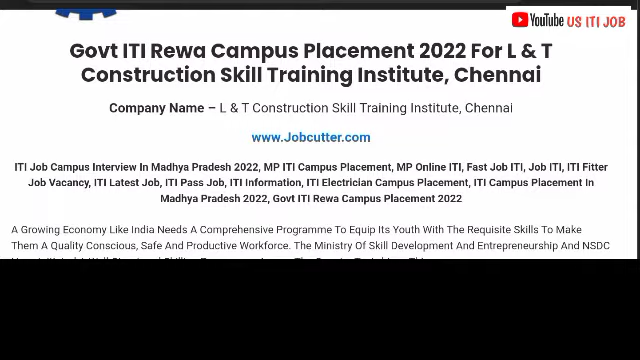 YouTube US ITI JOB
Govt ITI Rewa Campus Placement 2022 For L & T
Construction Skill Training Institute, Chennai
Company Name – L & T Construction Skill Training Institute, Chennai
www.Jobcutter.com
ITI Job Campus Interview In Madhya Pradesh 2022, MP ITI Campus Placement, MP Online ITI, Fast Job ITI, Job ITI, ITI Fitter
Job Vacancy, ITI Latest Job, ITI Pass Job, ITI Information, ITI Electrician Campus Placement, ITI Campus Placement In
Madhya Pradesh 2022, Govt ITI Rewa Campus Placement 2022
A Growing Economy Like India Needs A Comprehensive Programme To Equip Its Youth With The Requisite Skills To Make
Them A Quality Conscious, Safe And Productive Workforce. The Ministry Of Skill Development And Entrepreneurship And NSDC